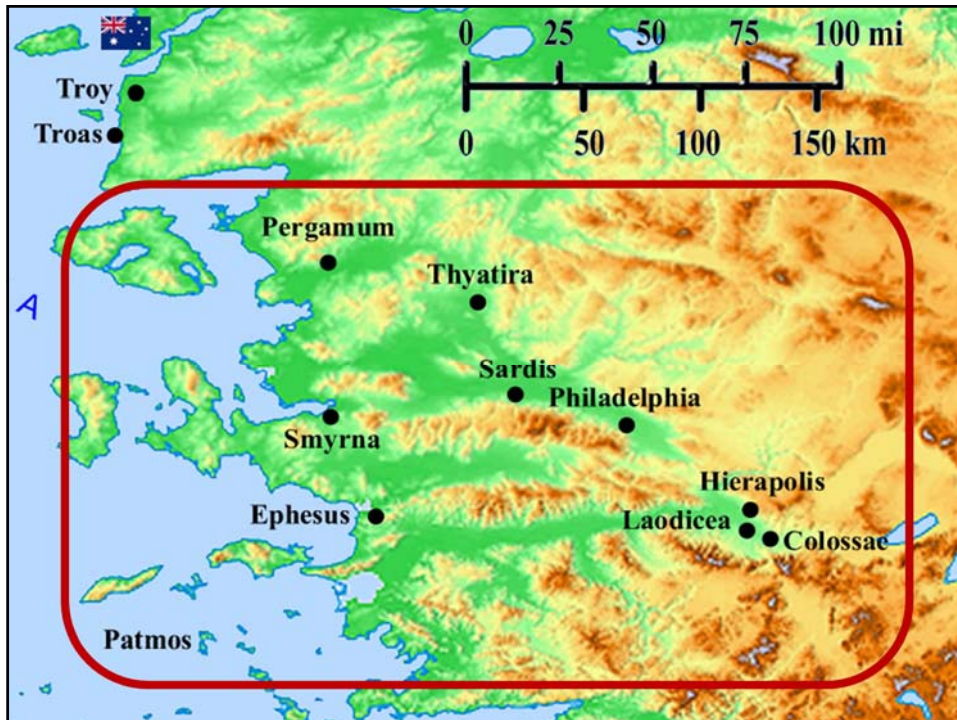 0 25 50 75 100 mi
0 50 100 150 km
Troy
Troas
Pergamum
Thyatira
A
Sardis
Philadelphia
Smyrna
Hierapolis
Ephesus
Laodicea
Colossae
Patmos